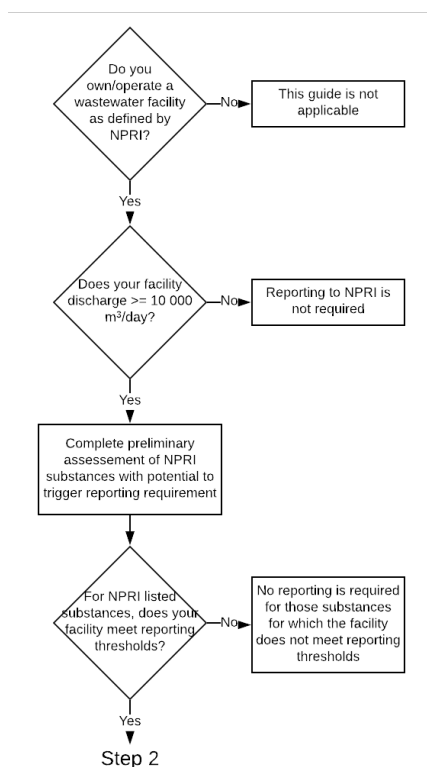 Do you
own/operate a
wastewater facility
as defined by
NPRI?
No
This guide is not
applicable
Yes
Does your facility
discharge >= 10 000
m³/day?
No
Reporting to NPRI is
not required
Yes
Complete preliminary
assessement of NPRI
substances with potential to
trigger reporting requirement
For NPRI listed
substances, does your
facility meet reporting
thresholds?
No
No reporting is required
for those substances
for which the facility
does not meet reporting
thresholds
Yes
Step 2